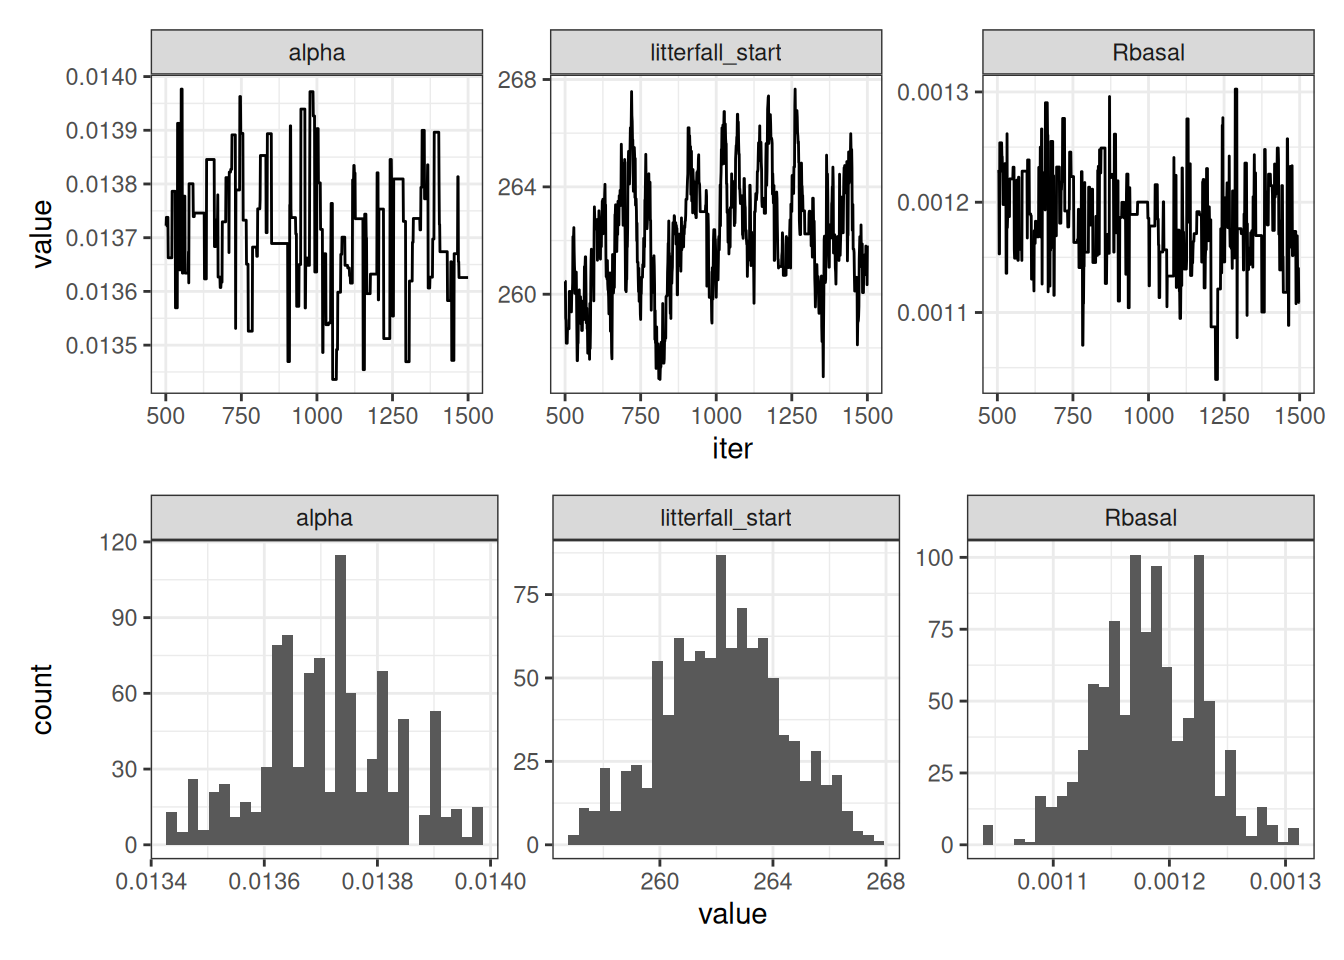 alpha litterfall_start Rbasal
0.0140 268 0.0013
0.0139
0.0138 264 0.0012
0.0137
0.0136 260 0.0011
0.0135
value
500 750 1000 1250 1500 500 750 1000 1250 1500 500 750 1000 1250 1500
iter
alpha litterfall_start Rbasal
120 100
90 75 75
60 50 50
30 25 25
0 0 0
count
0.0134 0.0136 0.0138 0.0140 260 264 268 0.0011 0.0012 0.0013
value